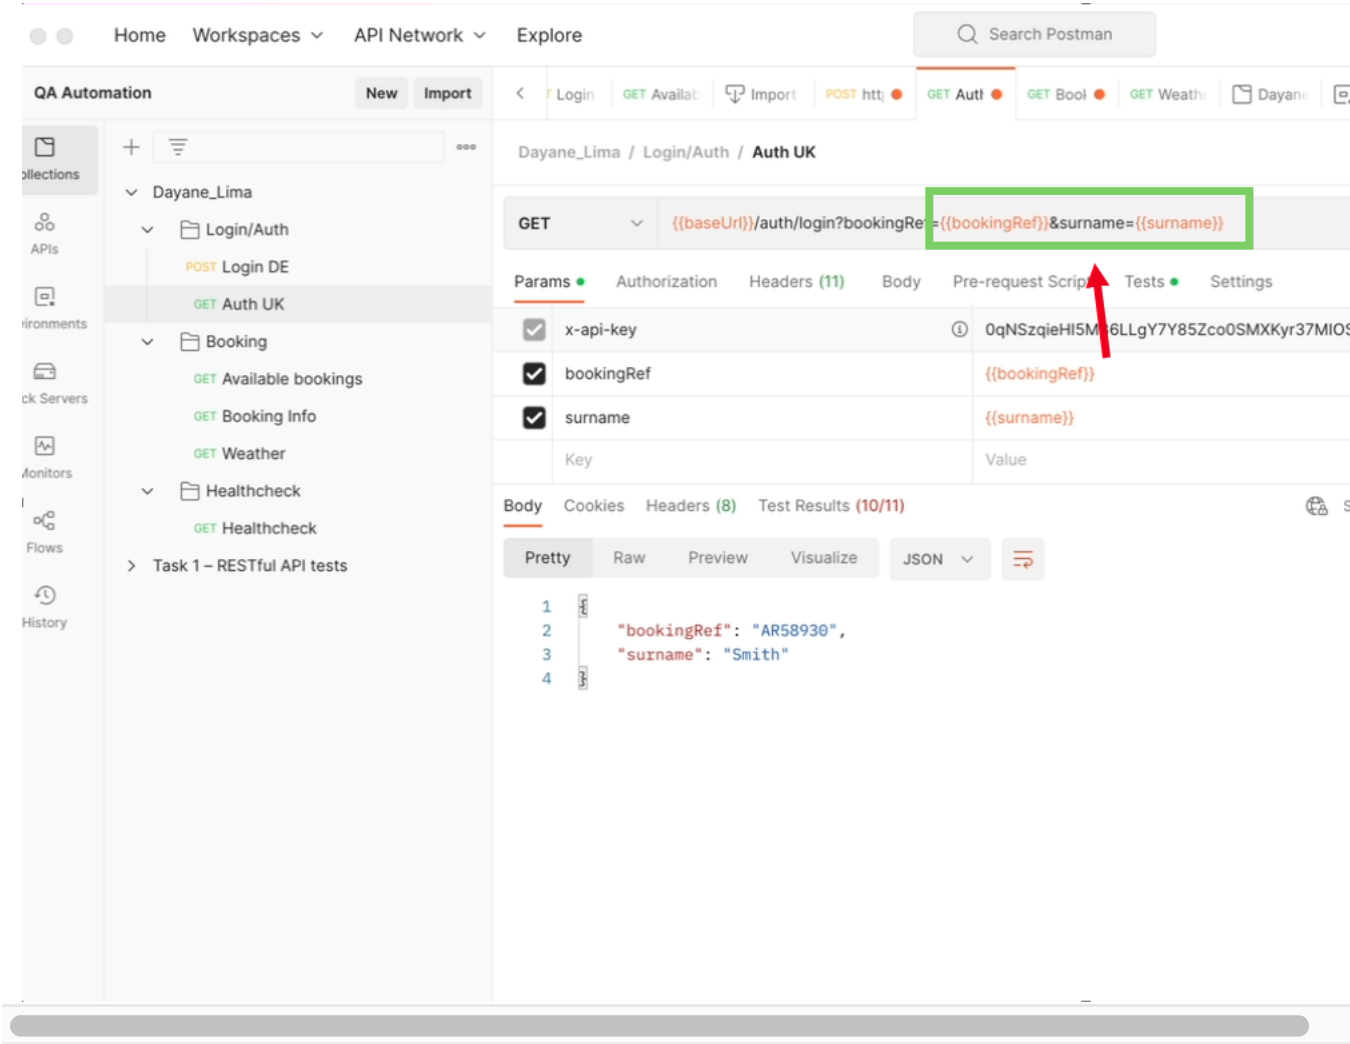 Home Workspaces API Network Explore Search Postman
QA Automation New Import
Login GET Availab Import POST htt GET Aut GET Boo GET Weath Dayane
Dayane_Lima / Login/Auth / Auth UK
ollections
APIs
vironments
ck Servers
Monitors
Flows
History
Dayane_Lima
Login/Auth
POST Login DE
GET Auth UK
Booking
GET Available bookings
GET Booking Info
GET Weather
Healthcheck
GET Healthcheck
Task 1 – RESTful API tests
GET {{baseUrl}}/auth/login?bookingRef={{bookingRef}}&surname={{surname}}
Params Authorization Headers (11) Body Pre-request Script Tests Settings
x-api-key
bookingRef {{bookingRef}}
surname {{surname}}
Key Value
Body Cookies Headers (8) Test Results (10/11)
Pretty Raw Preview Visualize JSON
1 {
2 "bookingRef": "AR58930",
3 "surname": "Smith"
4 }